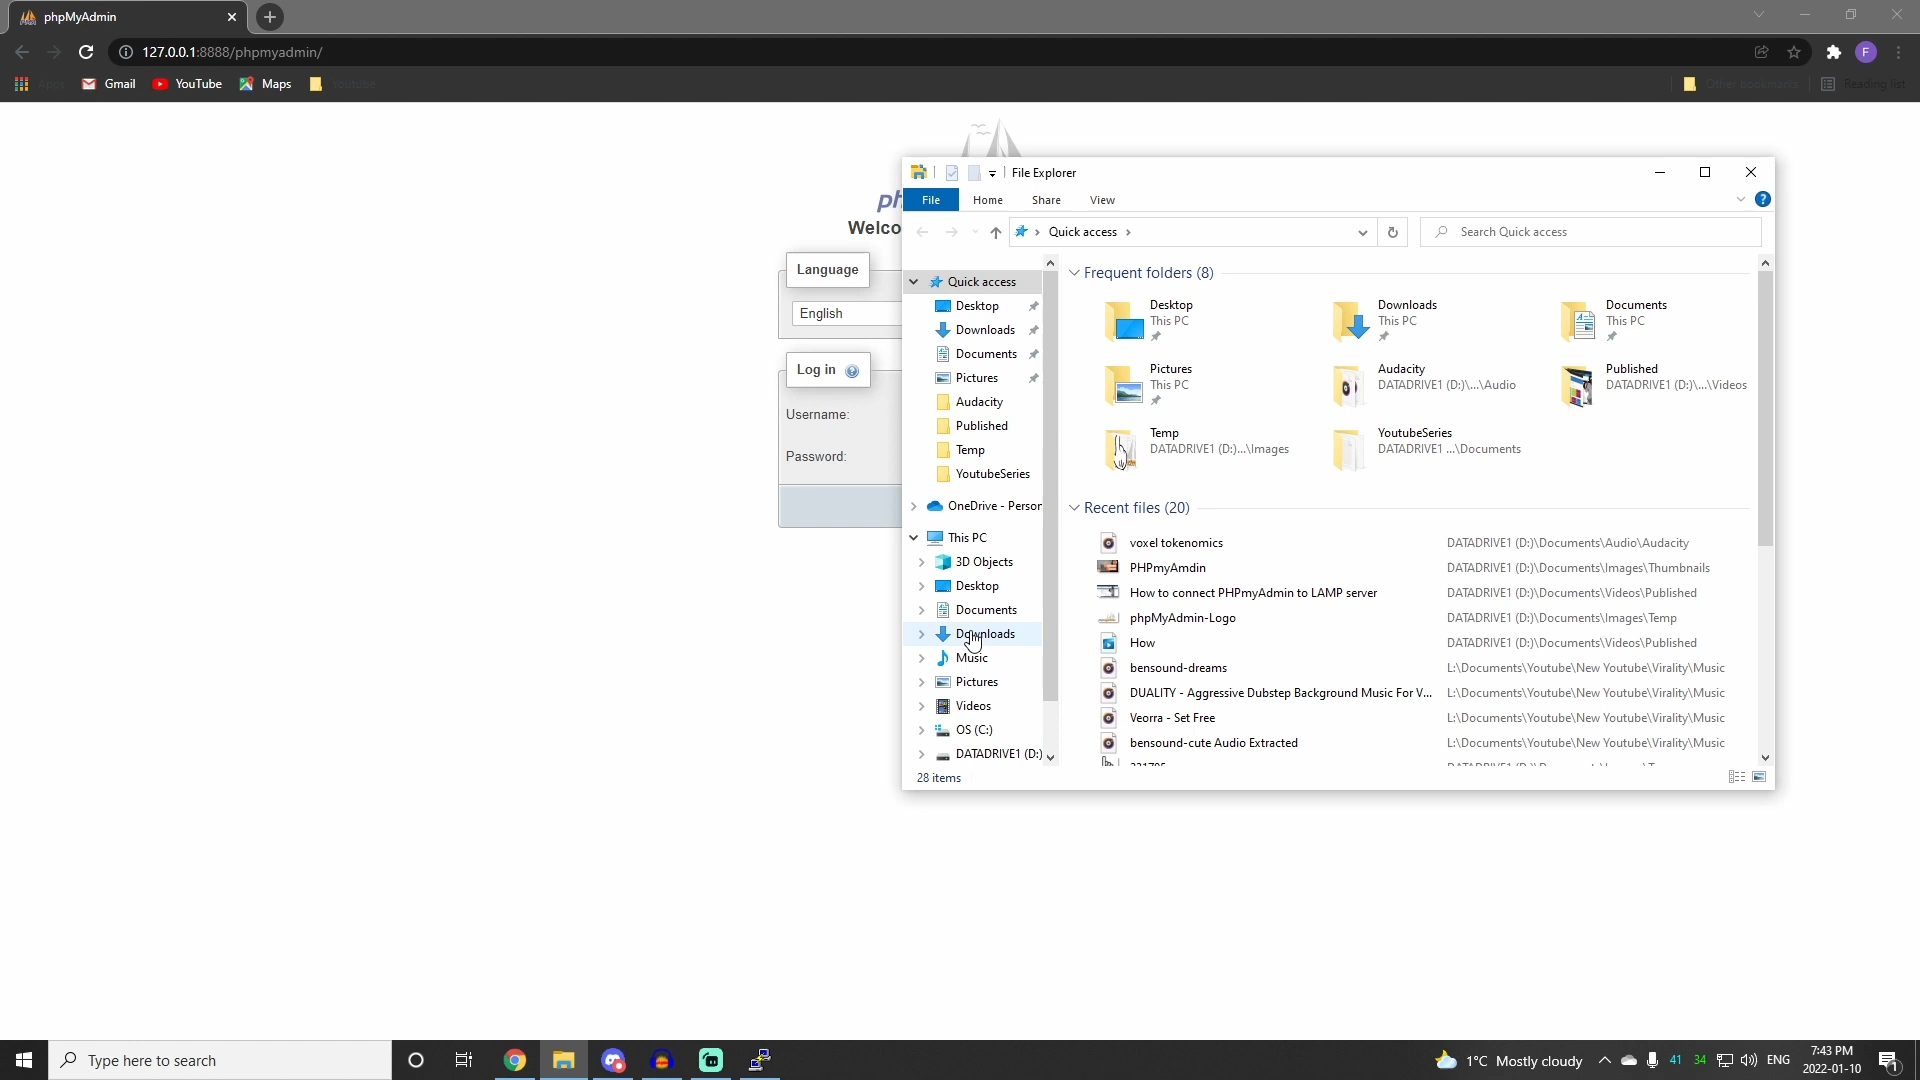 phpMyAdmin
127.0.0.1:8888/phpmyadmin/
Apps Gmail YouTube Maps Youtube Other bookmarks Reading list
Welco
Language
English
Log in
Username:
Password:
File Explorer
File Home Share View
Quick access
Search Quick access
Quick access
Desktop
Downloads
Documents
Pictures
Audacity
Published
Temp
YoutubeSeries
OneDrive - Person
This PC
3D Objects
Desktop
Documents
Downloads
Music
Pictures
Videos
OS (C:)
DATADRIVE1 (D:)
28 items
Frequent folders (8)
Desktop
This PC
Downloads
This PC
Documents
This PC
Pictures
This PC
Audacity
DATADRIVE1 (D:)\...\Audio
Published
DATADRIVE1 (D:)\...\Videos
Temp
DATADRIVE1 (D:)...\Images
YoutubeSeries
DATADRIVE1 ...\Documents
Recent files (20)
voxel tokenomics DATADRIVE1 (D:)\Documents\Audio\Audacity
PHPmyAmdin DATADRIVE1 (D:)\Documents\Images\Thumbnails
How to connect PHPmyAdmin to LAMP server DATADRIVE1 (D:)\Documents\Videos\Published
phpMyAdmin-Logo DATADRIVE1 (D:)\Documents\Images\Temp
How DATADRIVE1 (D:)\Documents\Videos\Published
bensound-dreams L:\Documents\Youtube\New Youtube\Virality\Music
DUALITY - Aggressive Dubstep Background Music For V... L:\Documents\Youtube\New Youtube\Virality\Music
Veorra - Set Free L:\Documents\Youtube\New Youtube\Virality\Music
bensound-cute Audio Extracted L:\Documents\Youtube\New Youtube\Virality\Music
Type here to search
1°C Mostly cloudy 41 34 ENG
7:43 PM
2022-01-10
F
1